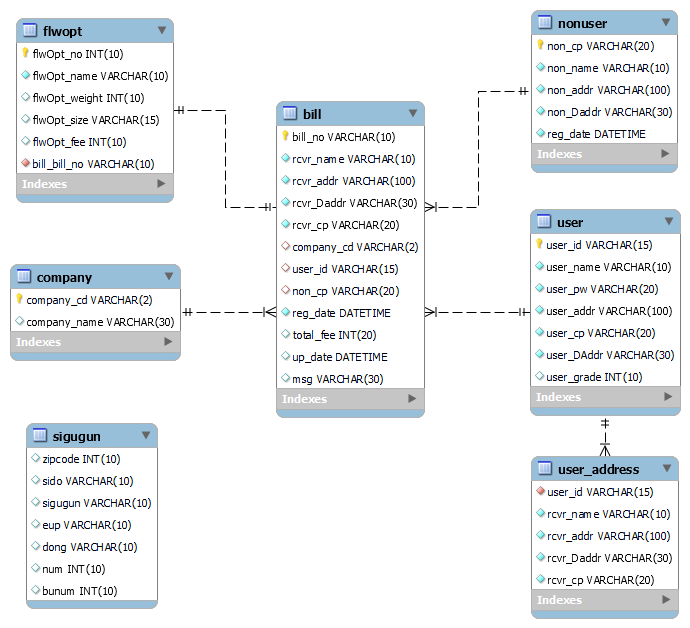 flwopt
flwOpt_no INT(10)
flwOpt_name VARCHAR(10)
flwOpt_weight INT(10)
flwOpt_size VARCHAR(15)
flwOpt_fee INT(10)
bill_bill_no VARCHAR(10)
Indexes
company
company_cd VARCHAR(2)
company_name VARCHAR(30)
Indexes
sigugun
zipcode INT(10)
sido VARCHAR(10)
sigugun VARCHAR(10)
eup VARCHAR(10)
dong VARCHAR(10)
num INT(10)
bunum INT(10)
bill
bill_no VARCHAR(10)
rcvr_name VARCHAR(10)
rcvr_addr VARCHAR(100)
rcvr_Daddr VARCHAR(30)
rcvr_cp VARCHAR(20)
company_cd VARCHAR(2)
user_id VARCHAR(15)
non_cp VARCHAR(20)
reg_date DATETIME
total_fee INT(20)
up_date DATETIME
msg VARCHAR(30)
Indexes
nonuser
non_cp VARCHAR(20)
non_name VARCHAR(10)
non_addr VARCHAR(100)
non_Daddr VARCHAR(30)
reg_date DATETIME
Indexes
user
user_id VARCHAR(15)
user_name VARCHAR(10)
user_pw VARCHAR(20)
user_addr VARCHAR(100)
user_cp VARCHAR(20)
user_DAddr VARCHAR(30)
user_grade INT(10)
Indexes
user_address
user_id VARCHAR(15)
rcvr_name VARCHAR(10)
rcvr_addr VARCHAR(100)
rcvr_Daddr VARCHAR(30)
rcvr_cp VARCHAR(20)
Indexes